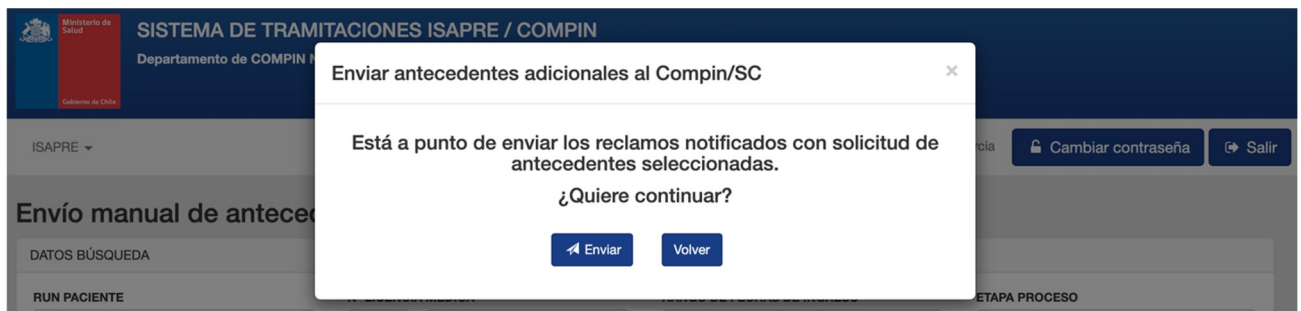 Ministerio de
Salud
Gobierno de Chile
SISTEMA DE TRAMITACIONES ISAPRE / COMPIN
Departamento de COMPIN
Enviar antecedentes adicionales al Compin/SC
×
Está a punto de enviar los reclamos notificados con solicitud de
antecedentes seleccionadas.
¿Quiere continuar?
Enviar Volver
ISAPRE
Cambiar contraseña Salir
Envío manual de
DATOS BÚSQUEDA
RUN PACIENTE ETAPA PROCESO